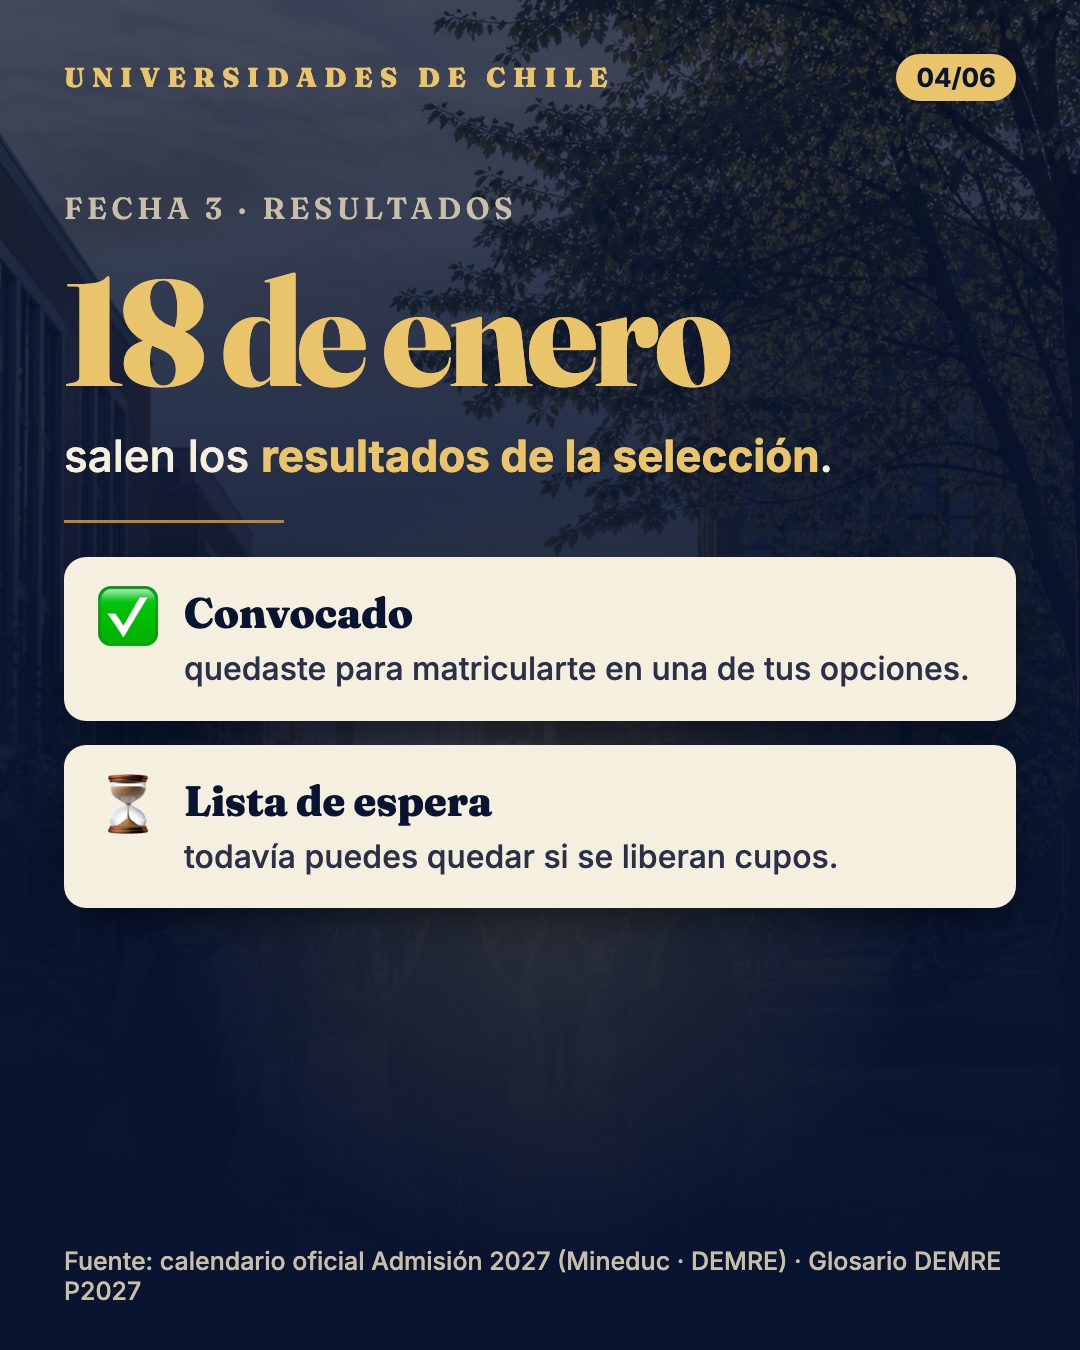 UNIVERSIDADES DE CHILE
04/06
FECHA 3 · RESULTADOS
18 de enero
salen los resultados de la selección.
Convocado
quedaste para matricularte en una de tus opciones.
Lista de espera
todavía puedes quedar si se liberan cupos.
Fuente: calendario oficial Admisión 2027 (Mineduc · DEMRE) · Glosario DEMRE
P2027